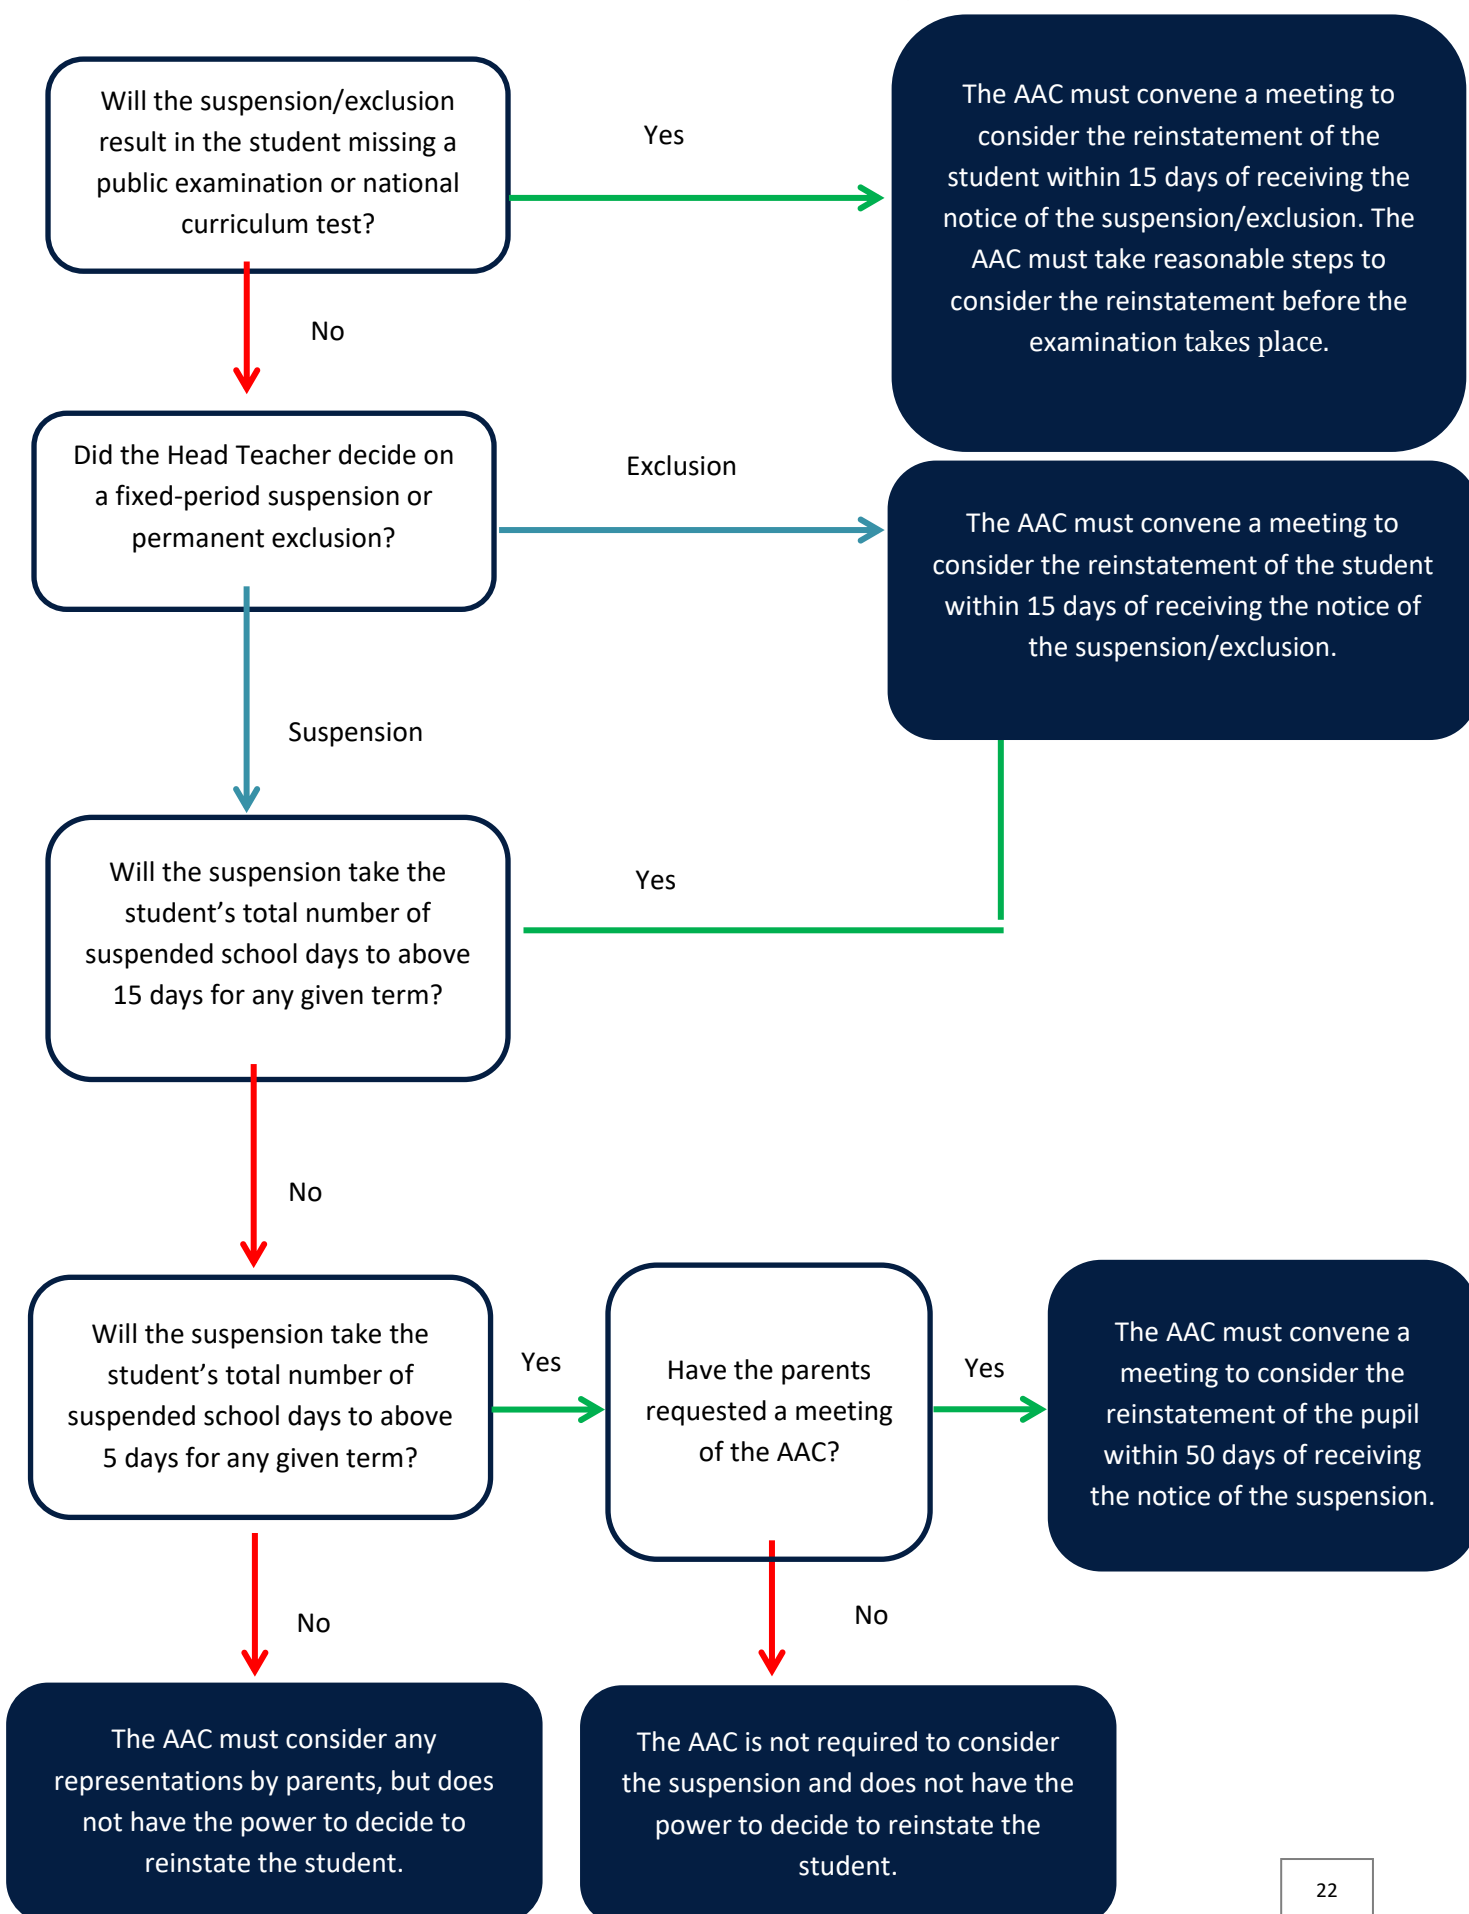 Will the suspension/exclusion
result in the student missing a
public examination or national
curriculum test?
Yes
The AAC must convene a meeting to
consider the reinstatement of the
student within 15 days of receiving the
notice of the suspension/exclusion. The
AAC must take reasonable steps to
consider the reinstatement before the
examination takes place.
No
Did the Head Teacher decide on
a fixed-period suspension or
permanent exclusion?
Exclusion
The AAC must convene a meeting to
consider the reinstatement of the student
within 15 days of receiving the notice of
the suspension/exclusion.
Suspension
Will the suspension take the
student’s total number of
suspended school days to above
15 days for any given term?
Yes
No
Will the suspension take the
student’s total number of
suspended school days to above
5 days for any given term?
Yes
Have the parents
requested a meeting
of the AAC?
Yes
The AAC must convene a
meeting to consider the
reinstatement of the pupil
within 50 days of receiving
the notice of the suspension.
No
No
The AAC must consider any
representations by parents, but does
not have the power to decide to
reinstate the student.
The AAC is not required to consider
the suspension and does not have the
power to decide to reinstate the
student.
22